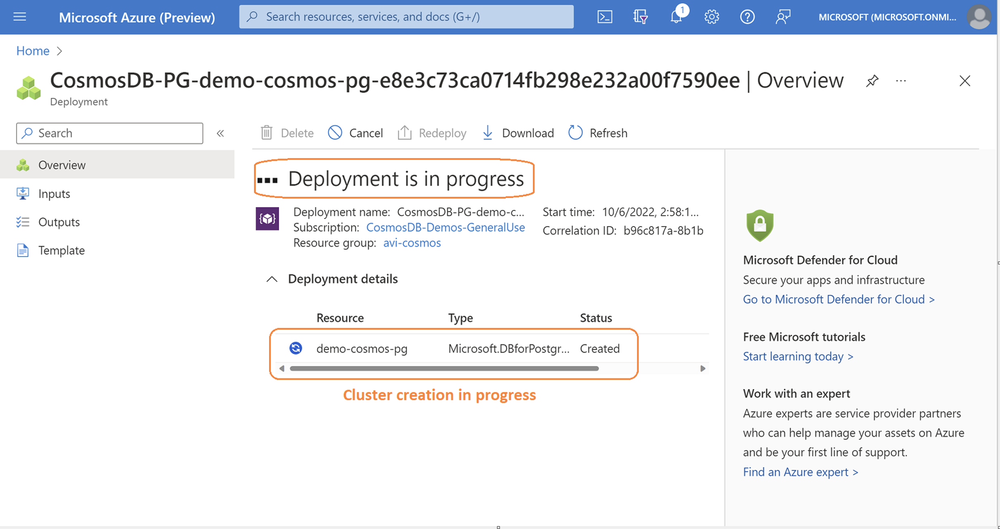 Microsoft Azure (Preview)
Search resources, services, and docs (G+/)
1
MICROSOFT (MICROSOFT.ONMI...
Home
CosmosDB-PG-demo-cosmos-pg-e8e3c73ca0714fb298e232a00f7590ee | Overview
Deployment
Search
Delete
Cancel
Redeploy
Download
Refresh
Overview
Inputs
Outputs
Template
Deployment is in progress
Deployment name: CosmosDB-PG-demo-c...
Subscription: CosmosDB-Demos-GeneralUse
Resource group: avi-cosmos
Start time: 10/6/2022, 2:58:1...
Correlation ID: b96c817a-8b1b
Deployment details
Resource Type Status
demo-cosmos-pg Microsoft.DBforPostgr... Created
Cluster creation in progress
Microsoft Defender for Cloud
Secure your apps and infrastructure
Go to Microsoft Defender for Cloud >
Free Microsoft tutorials
Start learning today >
Work with an expert
Azure experts are service provider partners
who can help manage your assets on Azure
and be your first line of support.
Find an Azure expert >